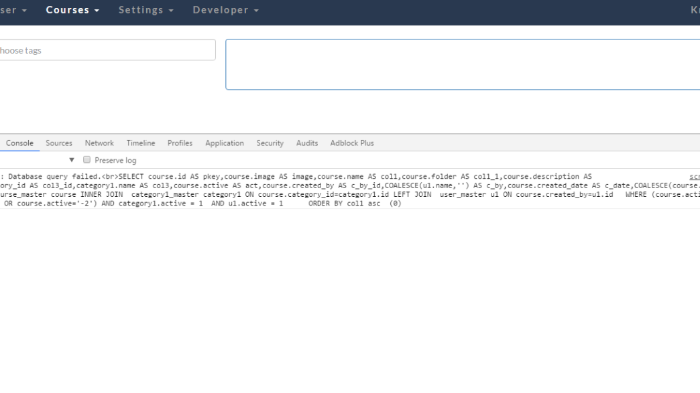 ser Courses Settings Developer K
hoose tags
Console Sources Network Timeline Profiles Application Security Audits Adblock Plus
Preserve log
: Database query failed.<br>SELECT course.id AS pkey,course.image AS image,course.name AS col1,course.folder AS col1_1,course.description AS
ory_id AS col3_id,category1.name AS col3,course.active AS act,course.created_by AS c_by_id,COALESCE(u1.name,'') AS c_by,course.created_date AS c_date,COALESCE(course.
urse_master course INNER JOIN category1_master category1 ON course.category_id=category1.id LEFT JOIN user_master u1 ON course.created_by=u1.id WHERE (course.acti
OR course.active='-2') AND category1.active = 1 AND u1.active = 1 ORDER BY col1 asc (0)